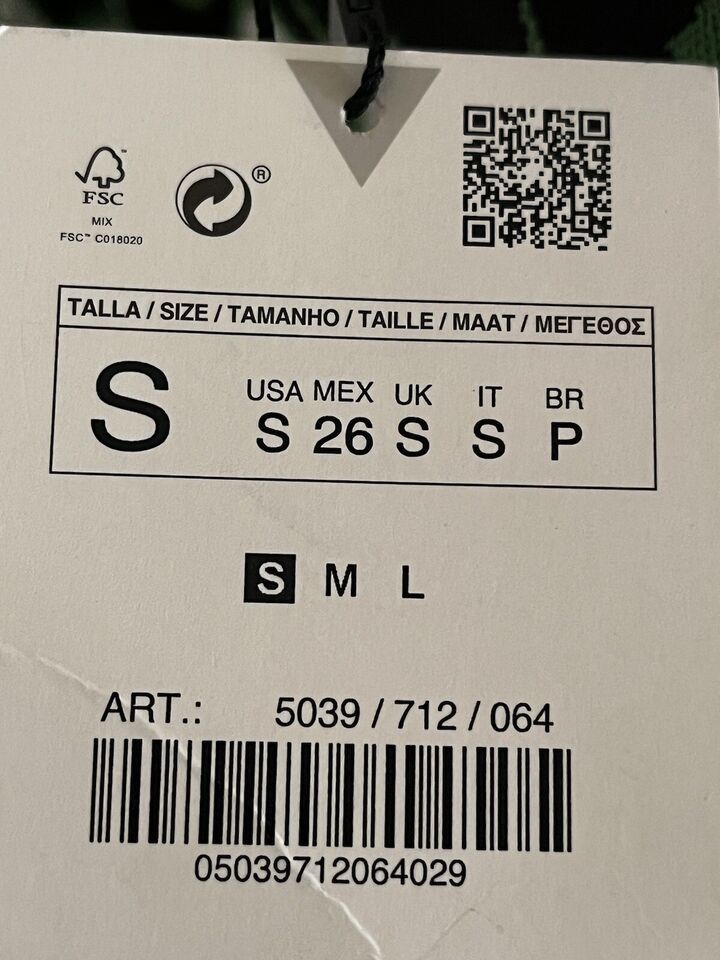 FSC™
MIX
FSC™ C018020
®
TALLA / SIZE / TAMANHO / TAILLE / MAAT / ΜΕΓΕΘΟΣ
S
USA MEX UK IT BR
S 26 S S P
S M L
ART.: 5039 / 712 / 064
05039712064029